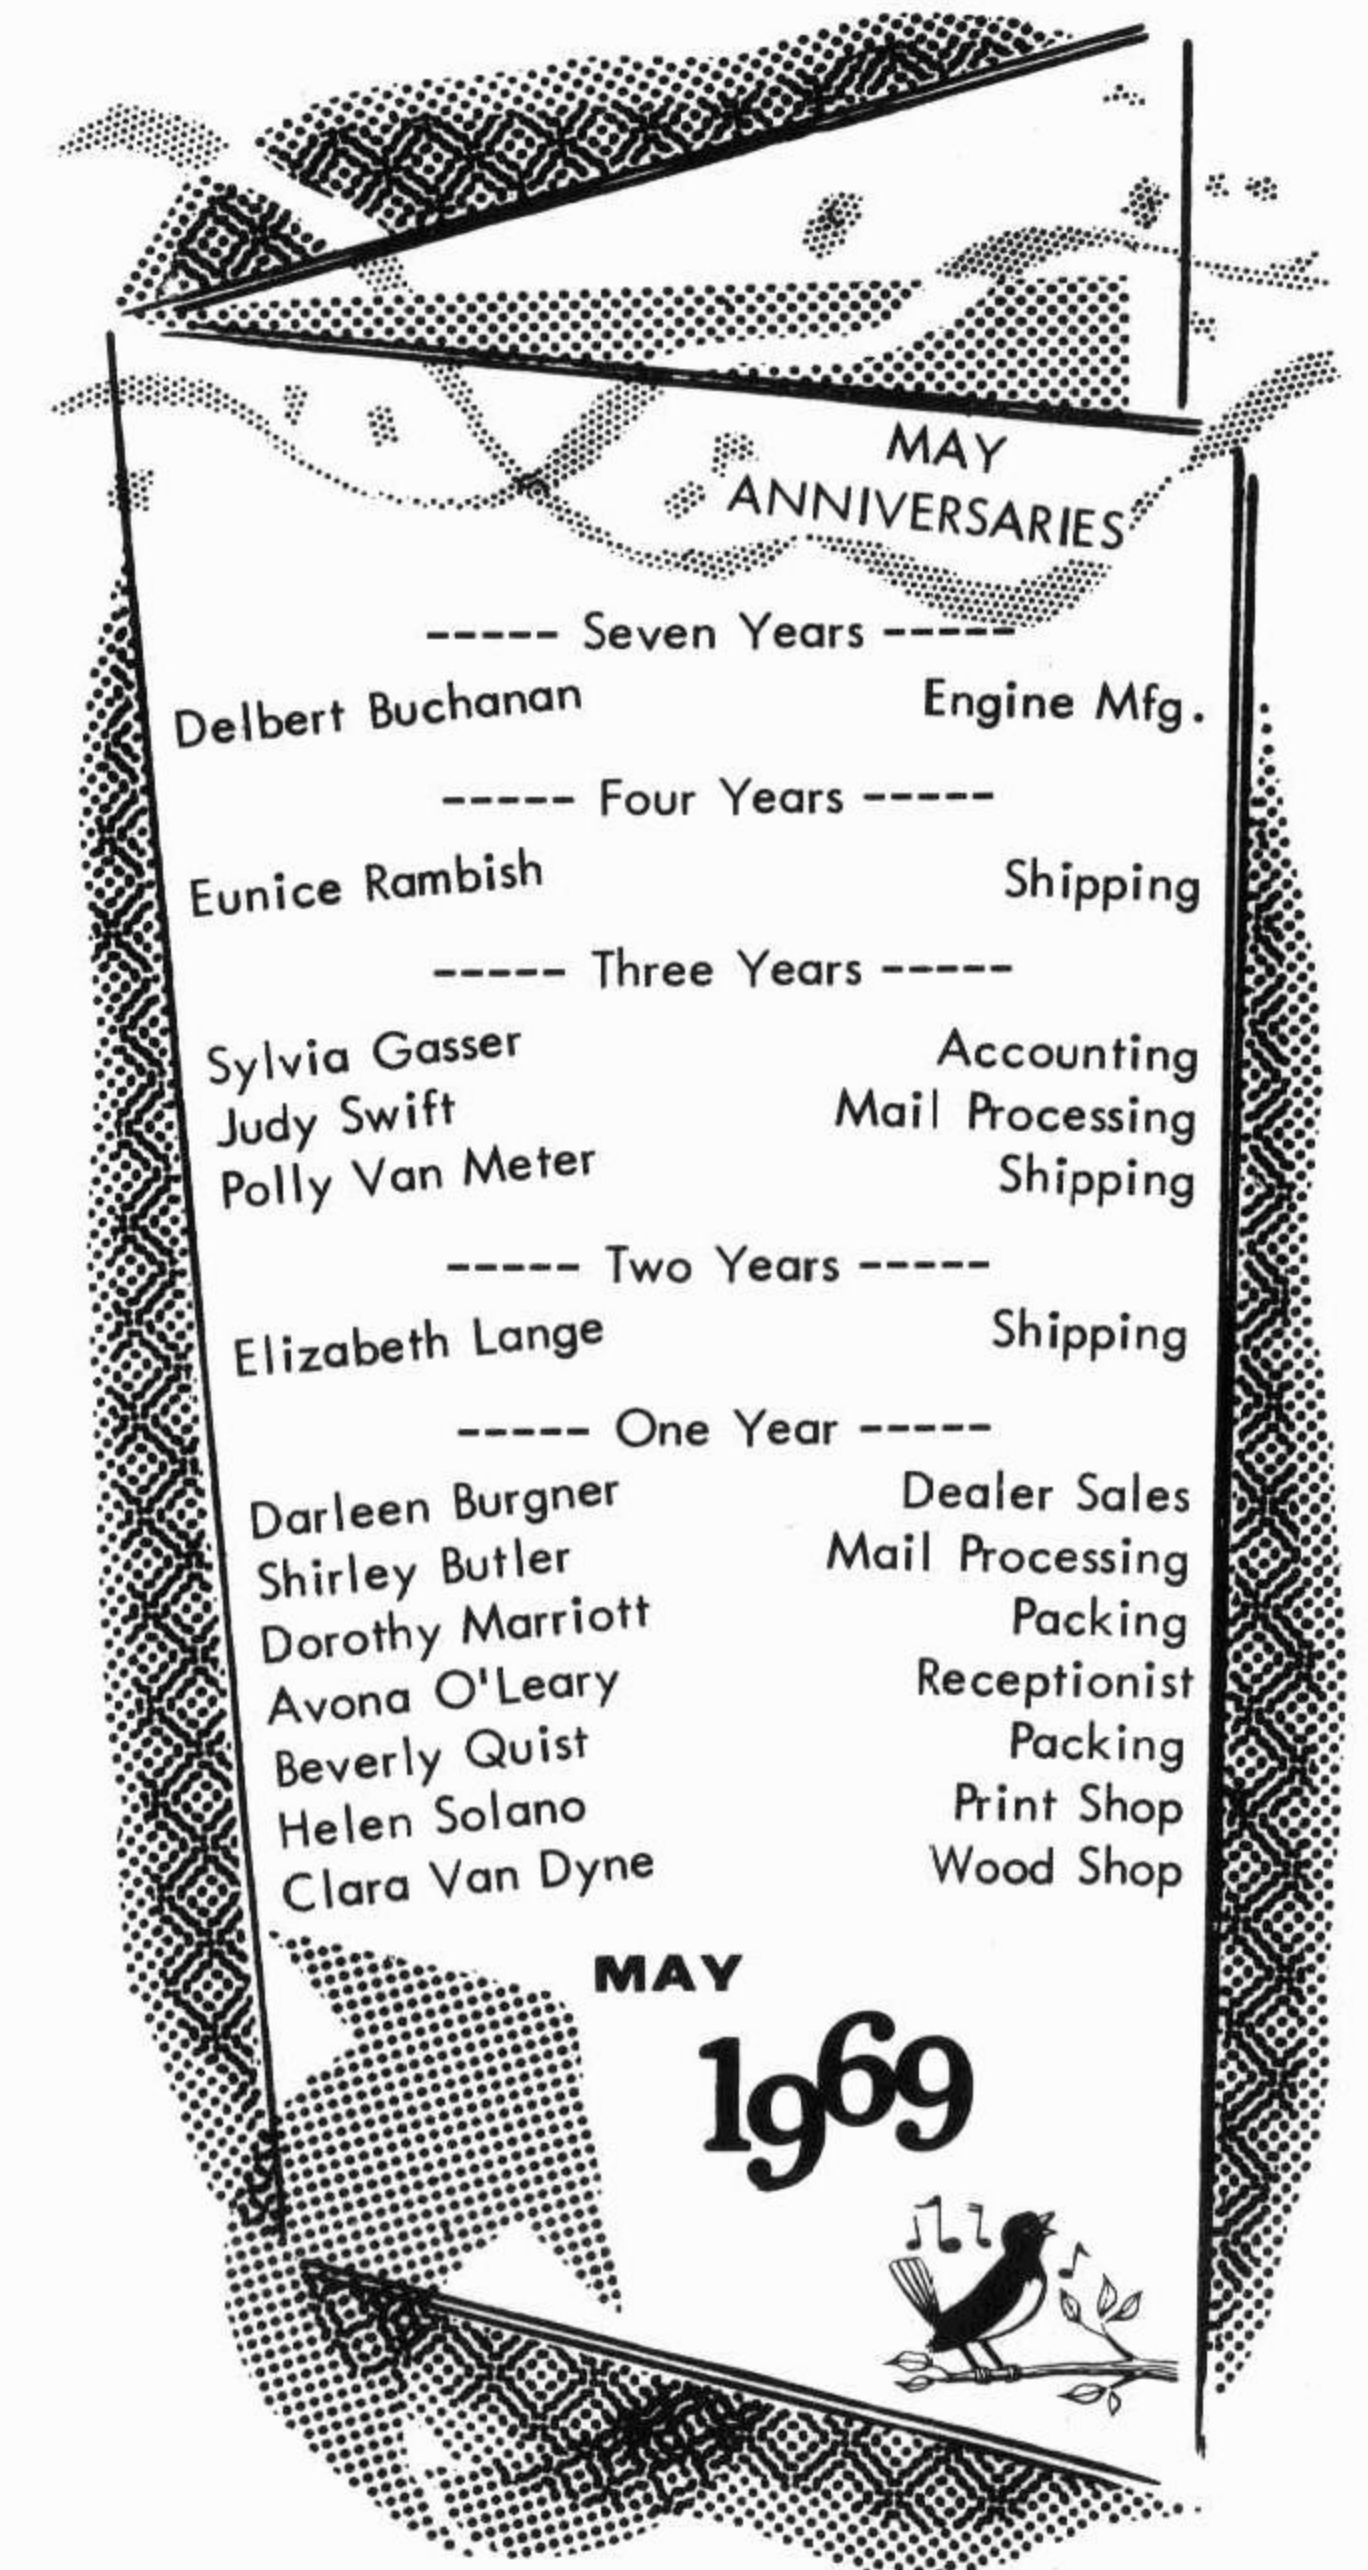 MAY
ANNIVERSARIES
----- Seven Years -----
Delbert Buchanan Engine Mfg.
----- Four Years -----
Eunice Rambish Shipping
----- Three Years -----
Sylvia Gasser Accounting
Judy Swift Mail Processing
Polly Van Meter Shipping
----- Two Years -----
Elizabeth Lange Shipping
----- One Year -----
Darleen Burgner Dealer Sales
Shirley Butler Mail Processing
Dorothy Marriott Packing
Avona O'Leary Receptionist
Beverly Quist Packing
Helen Solano Print Shop
Clara Van Dyne Wood Shop
MAY
1969